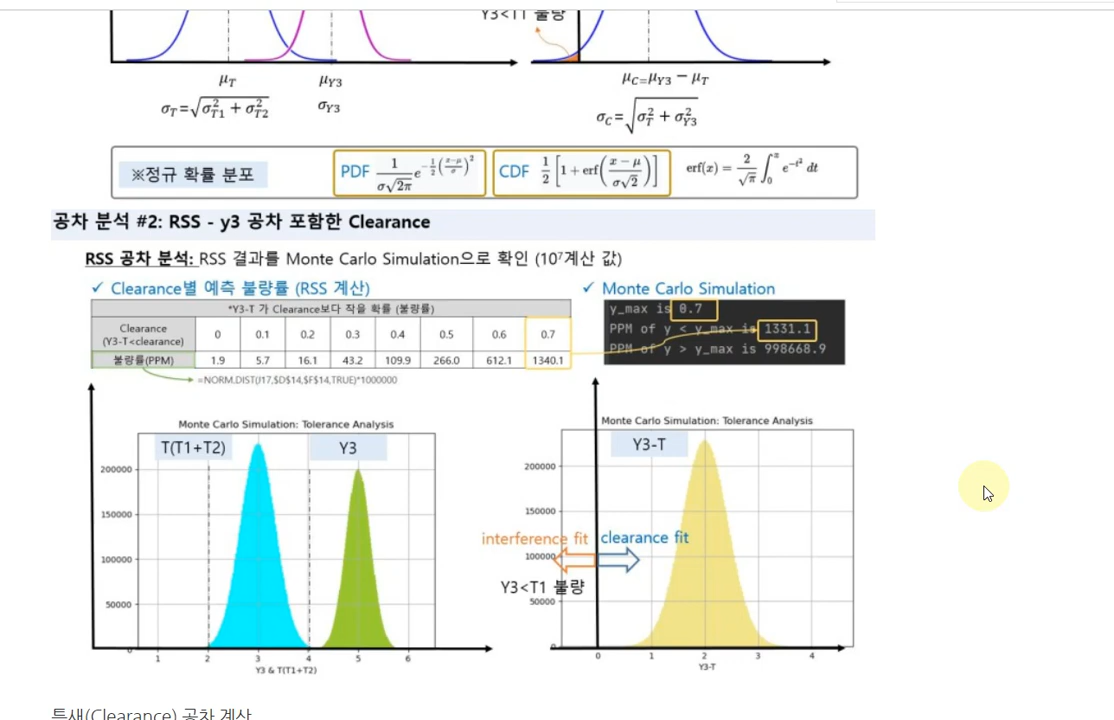 Y3<T1 불량
μT μY3
σT=√σ²T1 + σ²T2 σY3
μC=μY3 − μT
σC=√σ²T + σ²Y3
※정규 확률 분포
PDF 1/(σ√2π) e^(−½((x−μ)/σ)²)
CDF ½[1 + erf((x − μ)/(σ√2))]
erf(x) = 2/√π ∫₀ˣ e^(−t²) dt
공차 분석 #2: RSS - y3 공차 포함한 Clearance
RSS 공차 분석: RSS 결과를 Monte Carlo Simulation으로 확인 (10⁷계산 값)
✓ Clearance별 예측 불량률 (RSS 계산)
*Y3-T 가 Clearance보다 작을 확률 (불량률)
Clearance
(Y3-T<clearance) 0 0.1 0.2 0.3 0.4 0.5 0.6 0.7
불량률(PPM) 1.9 5.7 16.1 43.2 109.9 266.0 612.1 1340.1
=NORM.DIST(J17,$D$14,$F$14,TRUE)*1000000
✓ Monte Carlo Simulation
y_max is 0.7
PPM of y < y_max is 1331.1
PPM of y > y_max is 998668.9
Monte Carlo Simulation: Tolerance Analysis
T(T1+T2) Y3
200000
150000
100000
50000
0
1 2 3 4 5 6
Y3 & T(T1+T2)
Monte Carlo Simulation: Tolerance Analysis
Y3-T
200000
150000
interference fit clearance fit
100000
Y3<T1 불량
50000
0
0 1 2 3 4
Y3-T
틈새(Clearance) 공차 계산